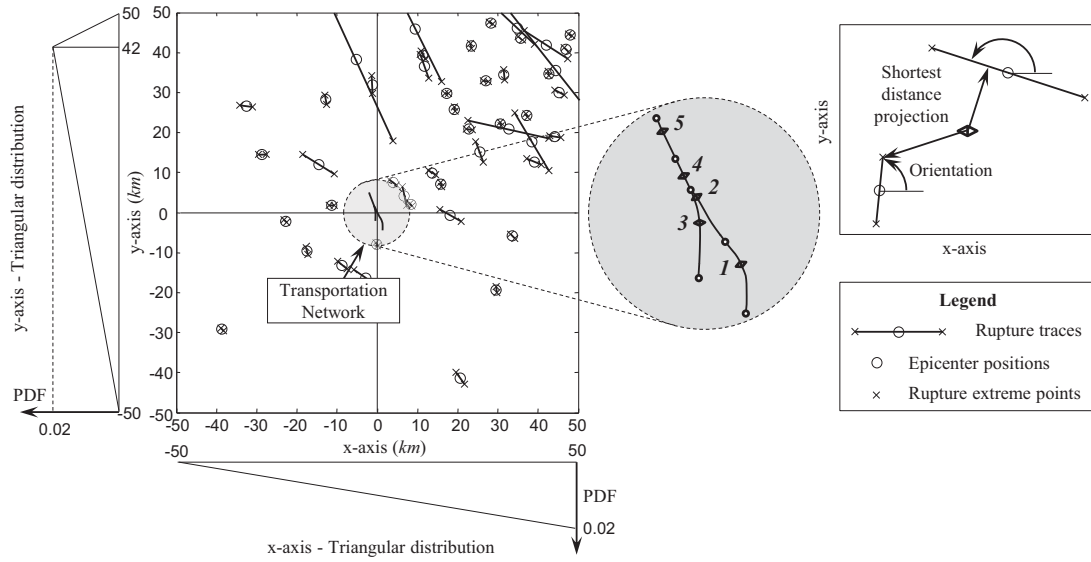 50
42
y-axis - Triangular distribution
PDF
-50
0.02
50
40
30
20
10
0
-10
-20
-30
-40
-50
y-axis (km)
Transportation
Network
-50 -40 -30 -20 -10 0 10 20 30 40 50
x-axis (km)
-50
50
PDF
0.02
x-axis - Triangular distribution
5
4
2
3
1
Shortest
distance
projection
Orientation
y-axis
x-axis
Legend
Rupture traces
Epicenter positions
Rupture extreme points